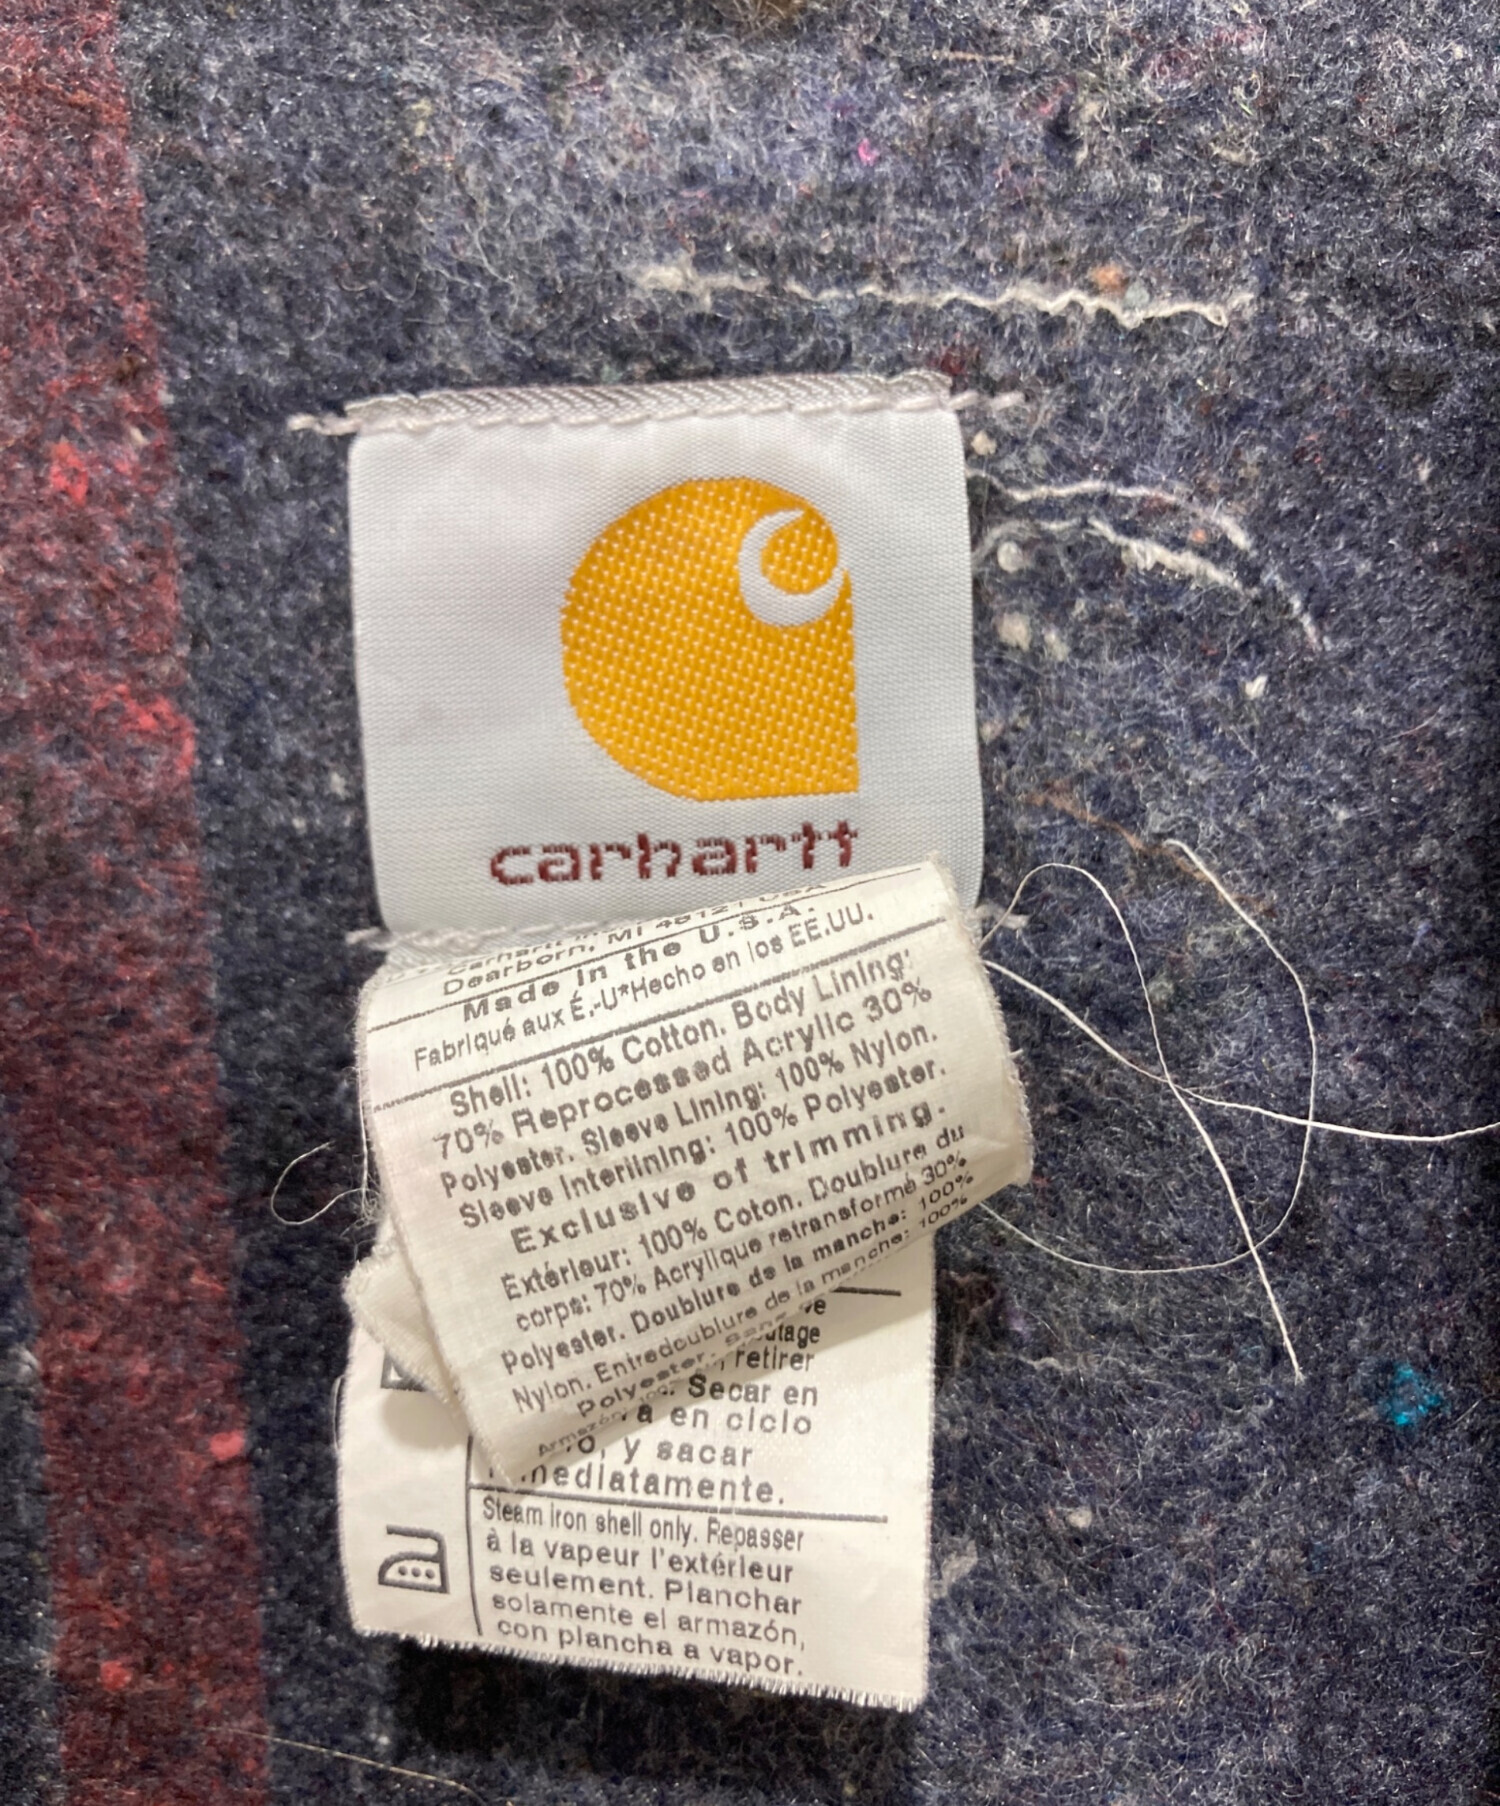 carhartt
Carhartt
Dearborn, MI 48121 USA
Made in the U.S.A.
Fabriqué aux É.-U*Hecho en los EE.UU.
Shell: 100% Cotton. Body Lining:
70% Reprocessed Acrylic 30%
Polyester. Sleeve Lining: 100% Nylon.
Sleeve Interlining: 100% Polyester.
Exclusive of trimming.
Extérieur: 100% Coton. Doublure du
corps: 70% Acrylique retransformé 30%
polyester. Doublure de la manche: 100%
Nylon. Entredoublure de la manche: 100%
Polyester.
retirer
Secar en
en ciclo
y sacar
Steam iron shell only. Repasser
à la vapeur l'extérieur
seulement. Planchar
solamente el armazón,
con plancha a vapor.